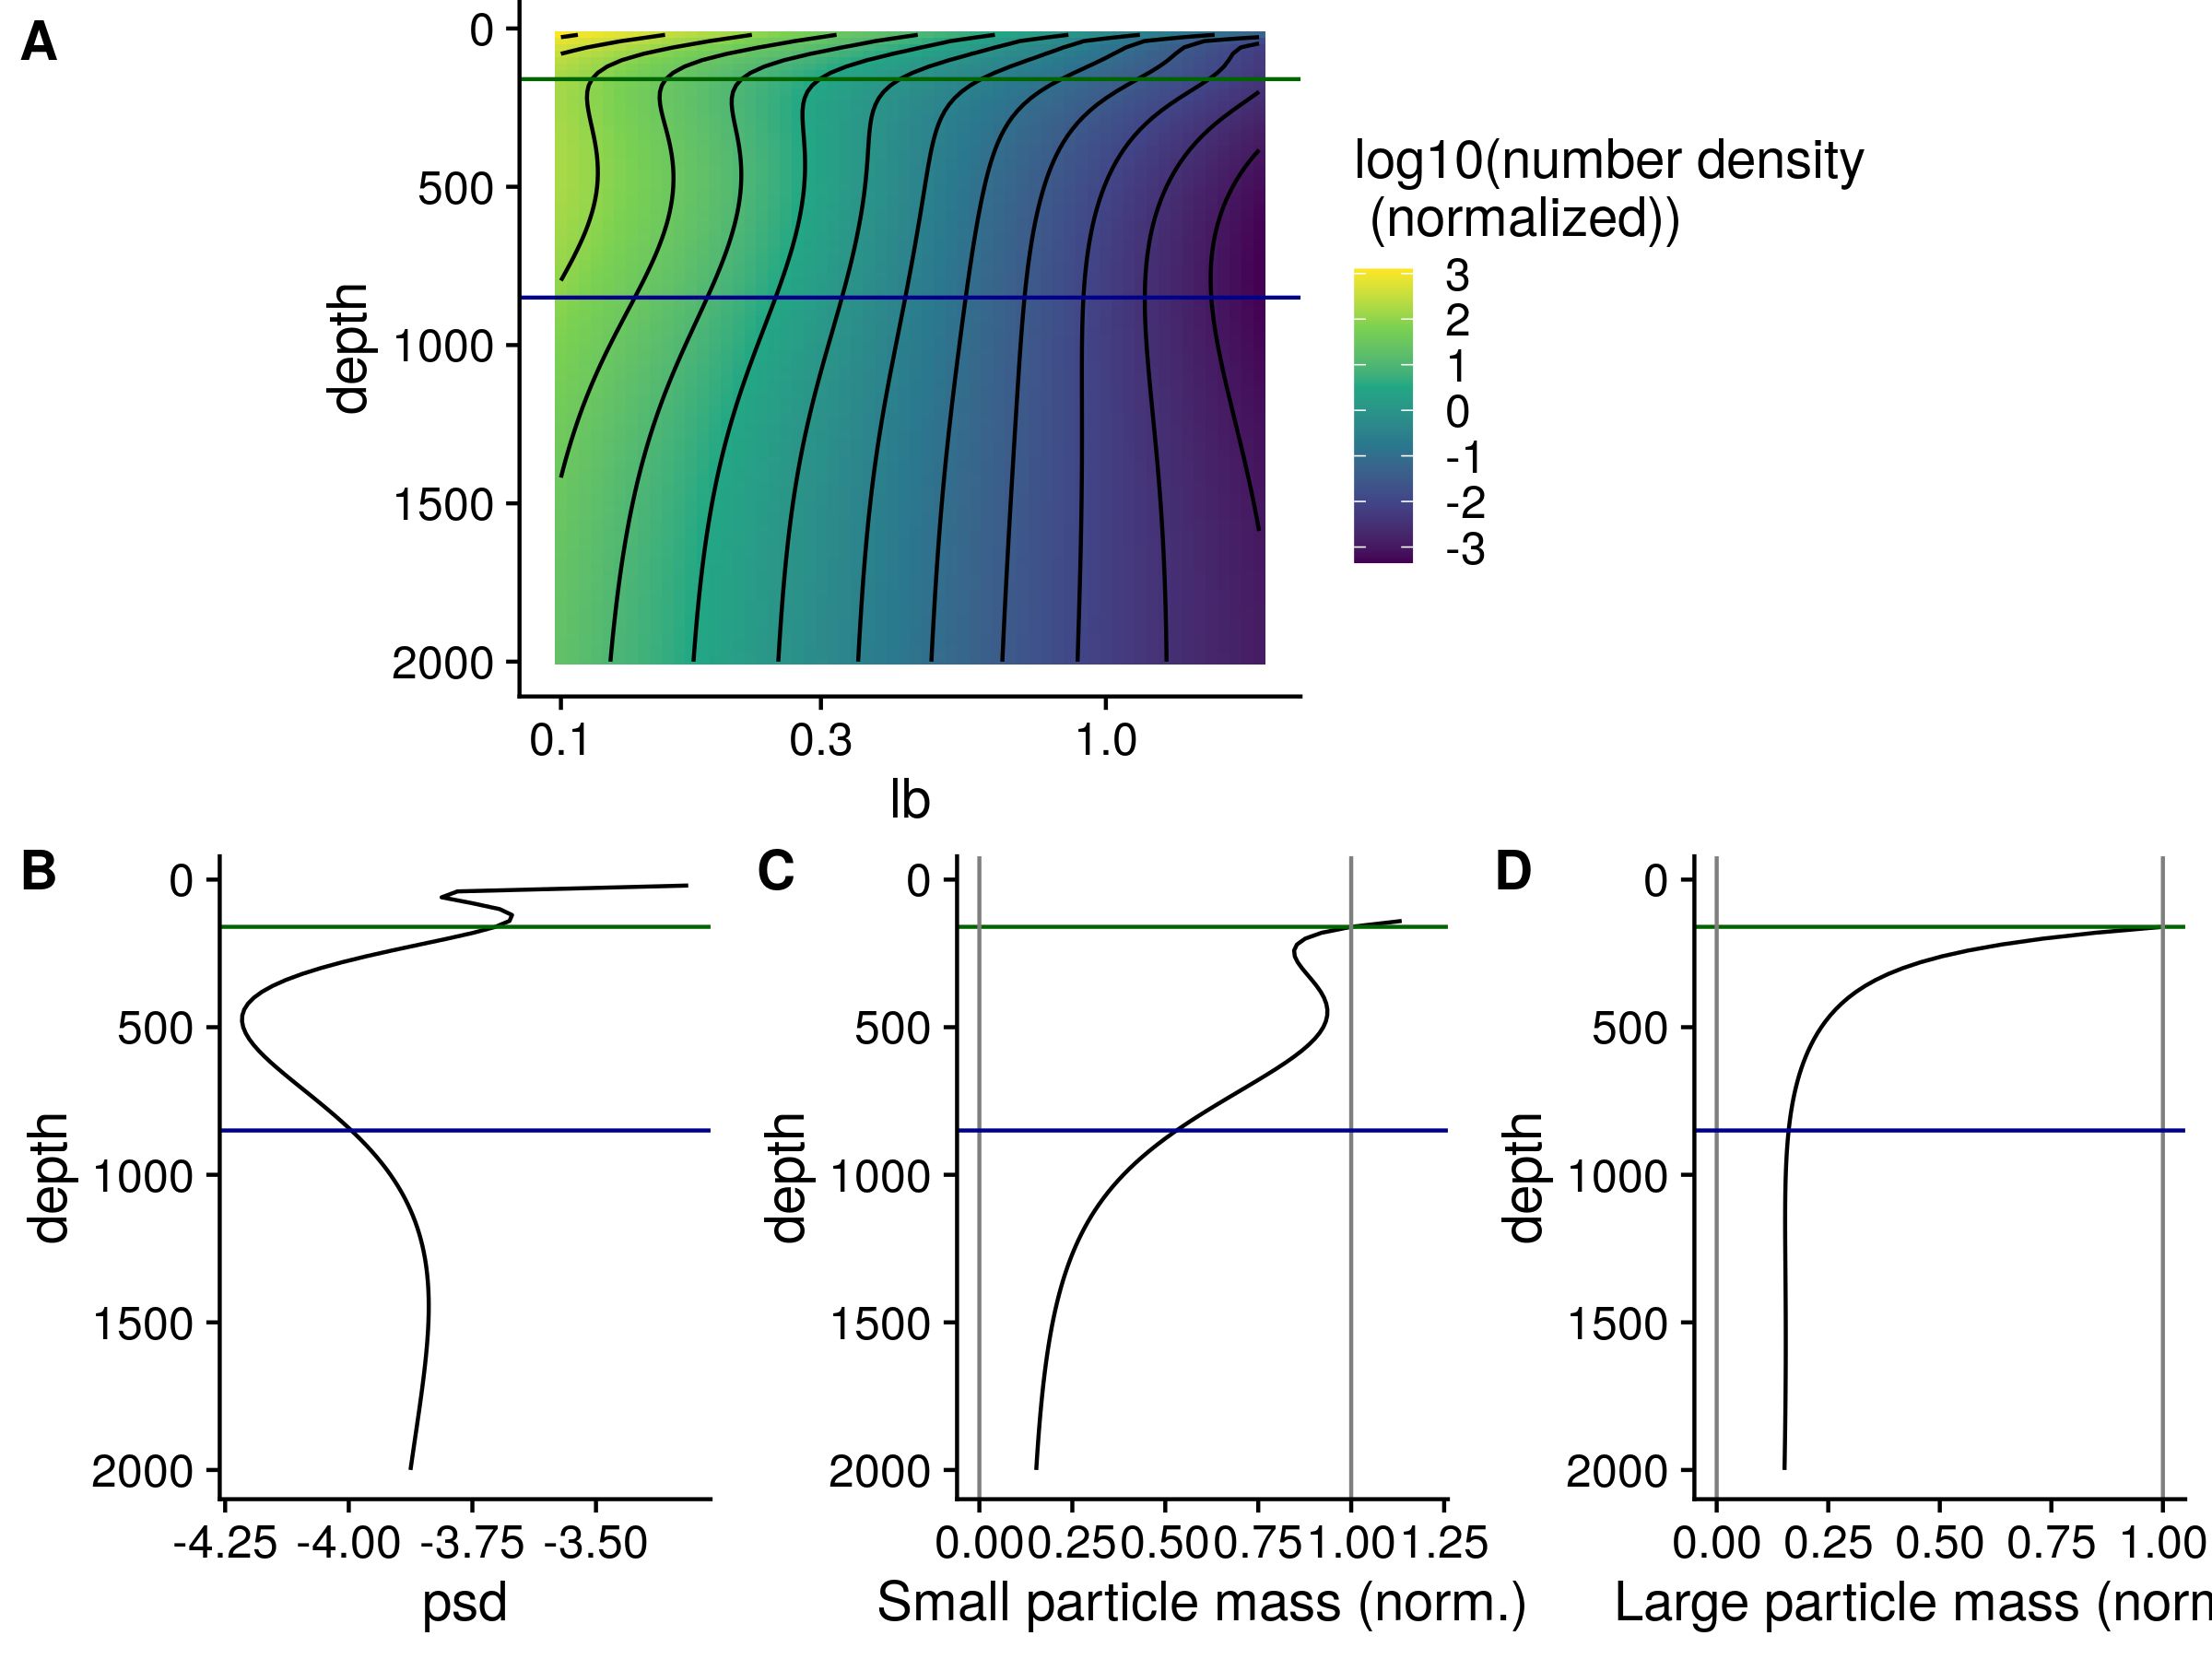 A
0
500
1000
1500
2000
depth
0.1
0.3
1.0
lb
log10(number density
(normalized))
3
2
1
0
-1
-2
-3
B
0
500
1000
1500
2000
depth
-4.25 -4.00 -3.75 -3.50
psd
C
0
500
1000
1500
2000
depth
0.00 0.25 0.50 0.75 1.00 1.25
Small particle mass (norm.)
D
0
500
1000
1500
2000
depth
0.00 0.25 0.50 0.75 1.00
Large particle mass (norn